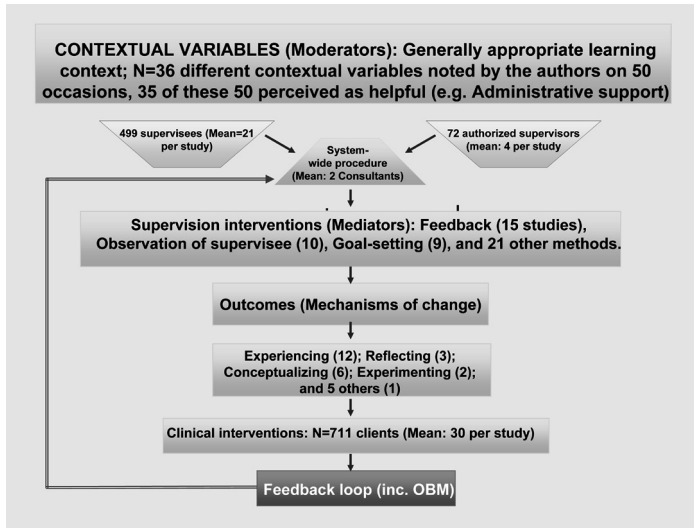 CONTEXTUAL VARIABLES (Moderators): Generally appropriate learning
context; N=36 different contextual variables noted by the authors on 50
occasions, 35 of these 50 perceived as helpful (e.g. Administrative support)
499 supervisees (Mean=21
per study)
System-
wide procedure
(Mean: 2 Consultants)
72 authorized supervisors
(mean: 4 per study
Supervision interventions (Mediators): Feedback (15 studies),
Observation of supervisee (10), Goal-setting (9), and 21 other methods.
Outcomes (Mechanisms of change)
Experiencing (12); Reflecting (3);
Conceptualizing (6); Experimenting (2);
and 5 others (1)
Clinical interventions: N=711 clients (Mean: 30 per study)
Feedback loop (inc. OBM)